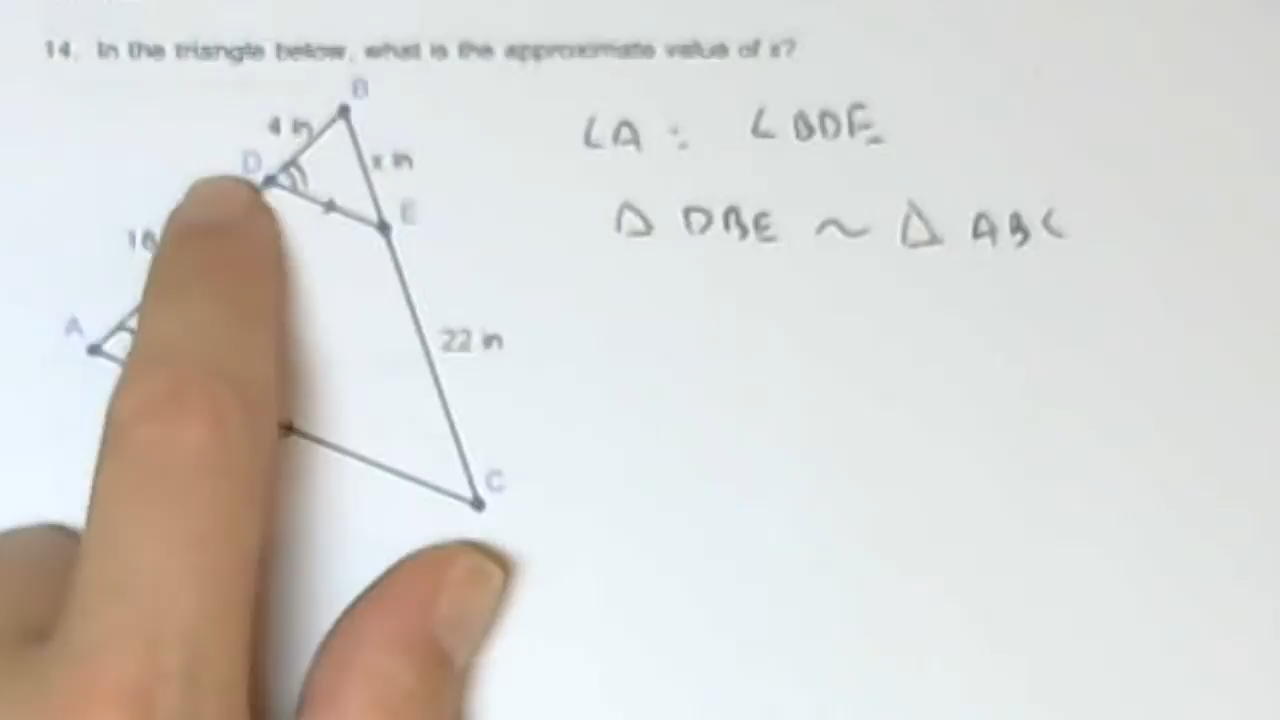 14. In the triangle below, what is the approximate value of x?
B
4 in
D
x in
E
A
22 in
C
∠A = ∠BDE
Δ DBE ~ Δ ABC